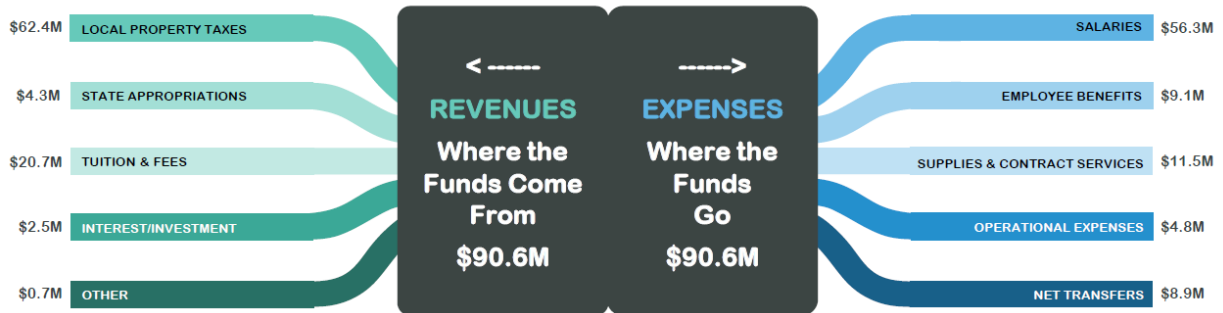 $62.4M LOCAL PROPERTY TAXES
$4.3M STATE APPROPRIATIONS
$20.7M TUITION & FEES
$2.5M INTEREST/INVESTMENT
$0.7M OTHER
< ------
REVENUES
Where the
Funds Come
From
$90.6M
------>
EXPENSES
Where the
Funds
Go
$90.6M
SALARIES $56.3M
EMPLOYEE BENEFITS $9.1M
SUPPLIES & CONTRACT SERVICES $11.5M
OPERATIONAL EXPENSES $4.8M
NET TRANSFERS $8.9M